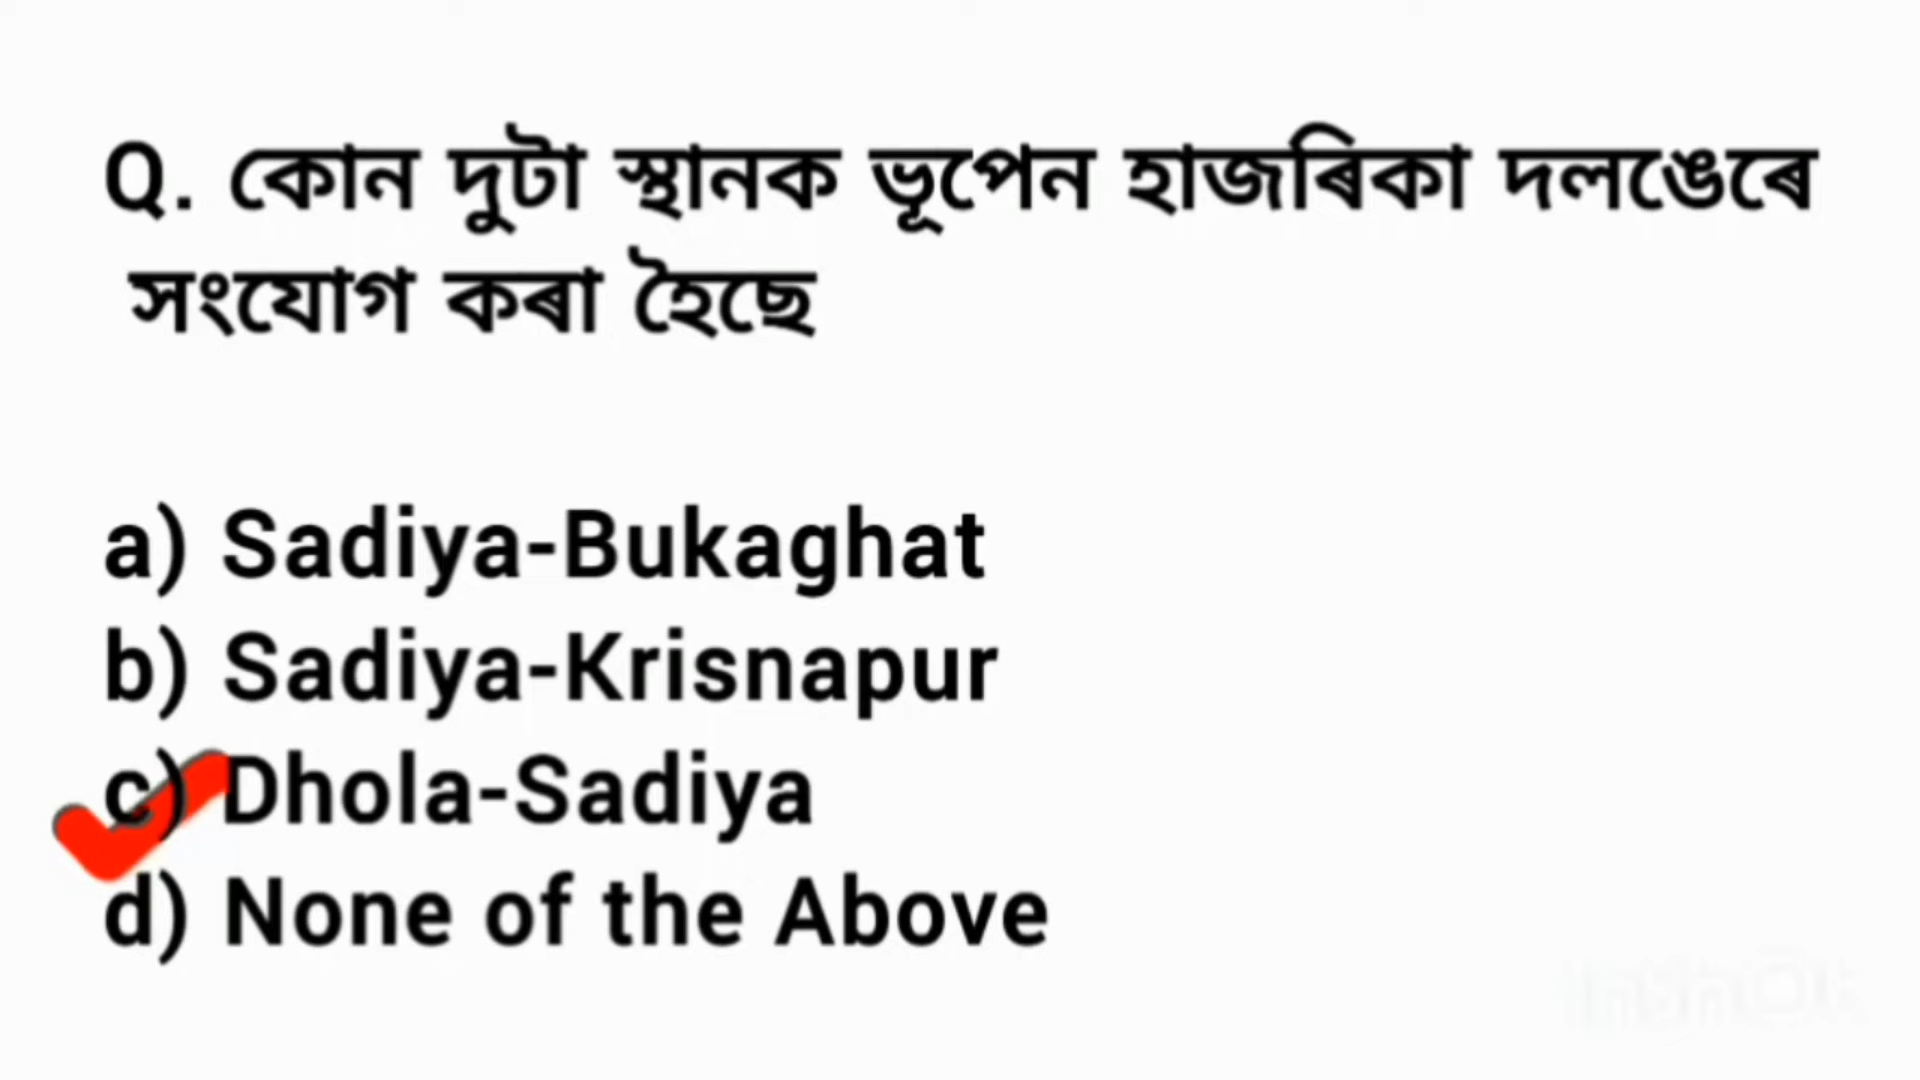 Q. কোন দুটা স্থানক ভূপেন হাজৰিকা দলঙেৰে
সংযোগ কৰা হৈছে
a) Sadiya-Bukaghat
b) Sadiya-Krisnapur
c) Dhola-Sadiya
d) None of the Above